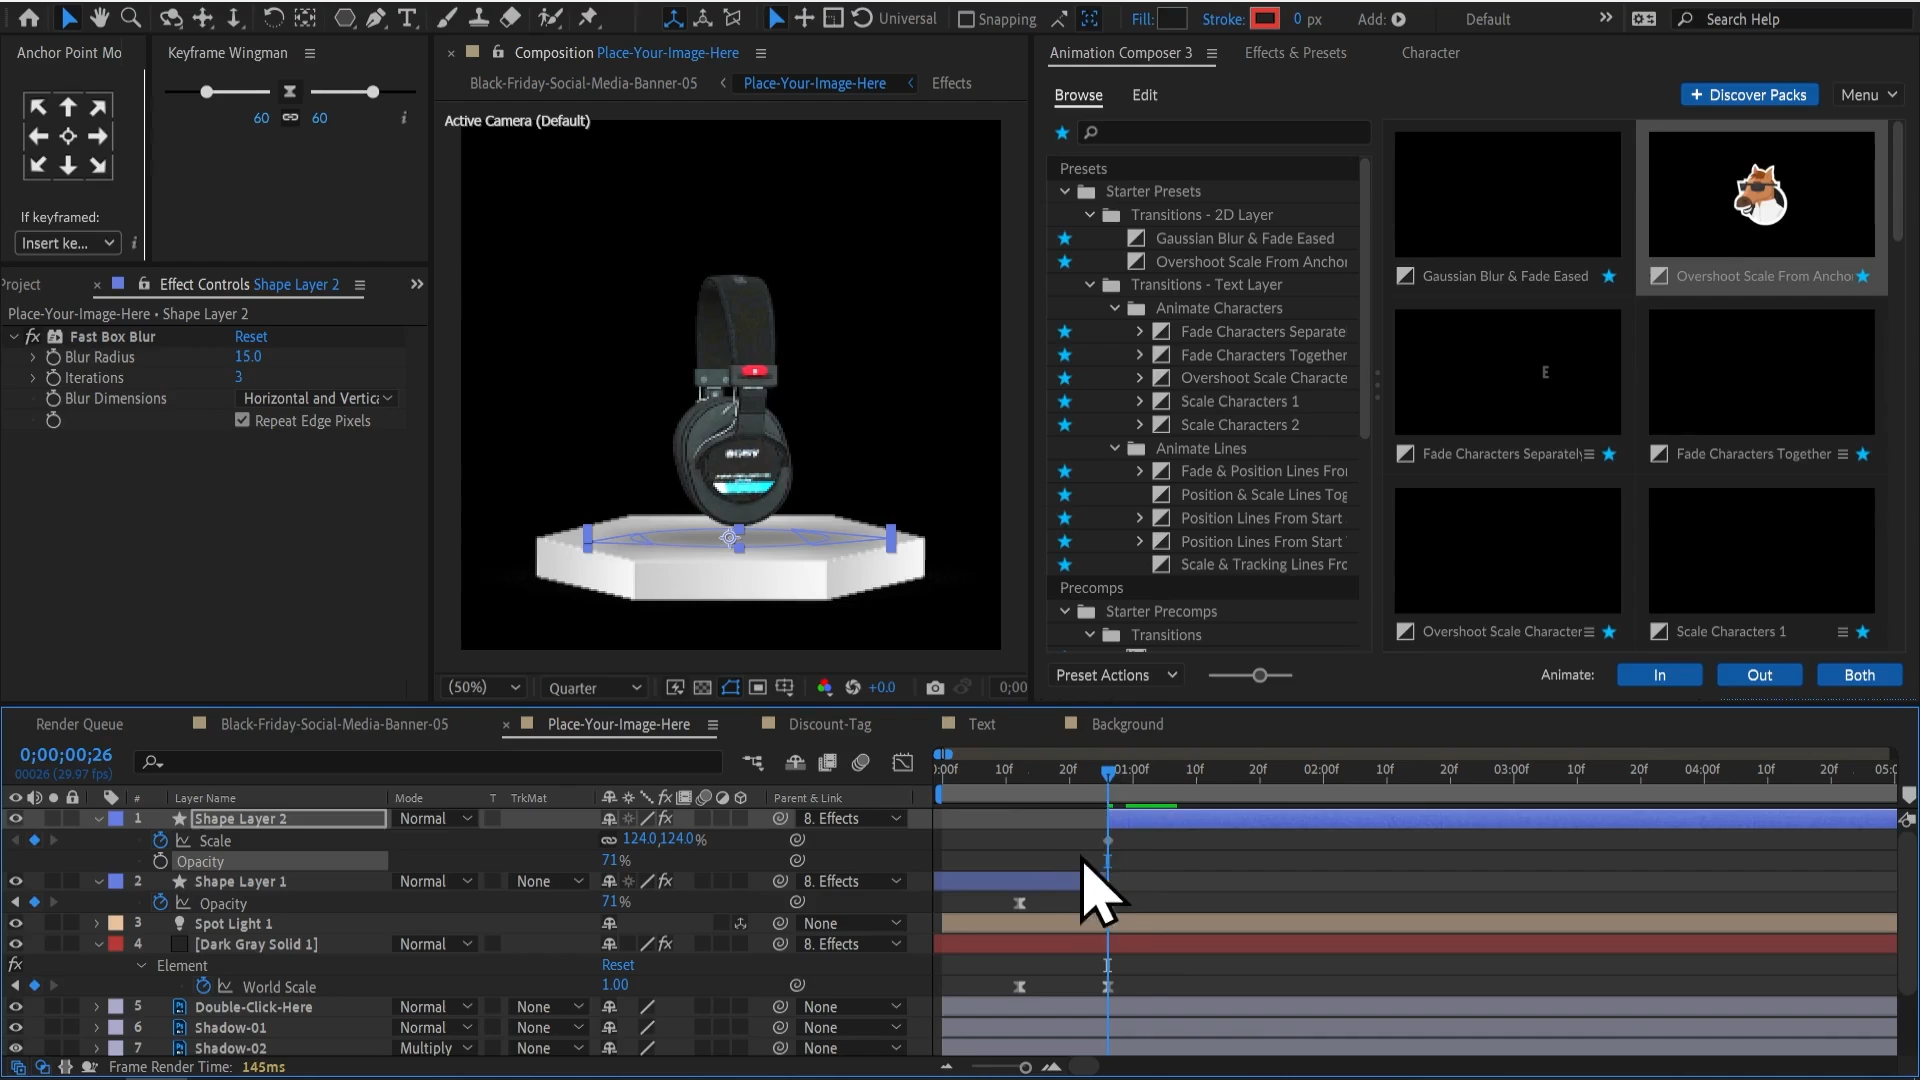 Universal
Snapping
Fill:
Stroke:
0 px
Add:
Default
Search Help
Anchor Point Mo
Keyframe Wingman
60
60
If keyframed:
Insert ke...
Project
Effect Controls Shape Layer 2
Place-Your-Image-Here • Shape Layer 2
fx Fast Box Blur
Reset
Blur Radius
15.0
Iterations
3
Blur Dimensions
Horizontal and Vertica
Repeat Edge Pixels
Composition Place-Your-Image-Here
Black-Friday-Social-Media-Banner-05
Place-Your-Image-Here
Effects
Active Camera (Default)
SONY
(50%)
Quarter
+0.0
0;00
Animation Composer 3
Effects & Presets
Character
Browse
Edit
+ Discover Packs
Menu
Presets
Starter Presets
Transitions - 2D Layer
Gaussian Blur & Fade Eased
Overshoot Scale From Anchor
Transitions - Text Layer
Animate Characters
Fade Characters Separate
Fade Characters Together
Overshoot Scale Characte
Scale Characters 1
Scale Characters 2
Animate Lines
Fade & Position Lines Fro
Position & Scale Lines Tog
Position Lines From Start
Position Lines From Start
Scale & Tracking Lines Fro
Precomps
Starter Precomps
Transitions
Gaussian Blur & Fade Eased
Overshoot Scale From Ancho
E
Fade Characters Separately
Fade Characters Together
Overshoot Scale Character
Scale Characters 1
Preset Actions
Animate:
In
Out
Both
Render Queue
Black-Friday-Social-Media-Banner-05
Place-Your-Image-Here
Discount-Tag
Text
Background
0;00;00;26
00026 (29.97 fps)
):00f 10f 20f 01:00f 10f 20f 02:00f 10f 20f 03:00f 10f 20f 04:00f 10f 20f 05:0
# Layer Name Mode T TrkMat fx Parent & Link
1 Shape Layer 2 Normal fx 8. Effects
Scale 124.0,124.0%
Opacity 71%
2 Shape Layer 1 Normal None fx 8. Effects
Opacity 71%
3 Spot Light 1 None
4 [Dark Gray Solid 1] Normal fx 8. Effects
fx Element Reset
World Scale 1.00
5 Ps Double-Click-Here Normal None None
6 Ps Shadow-01 Normal None None
7 Ps Shadow-02 Multiply None None
Frame Render Time: 145ms